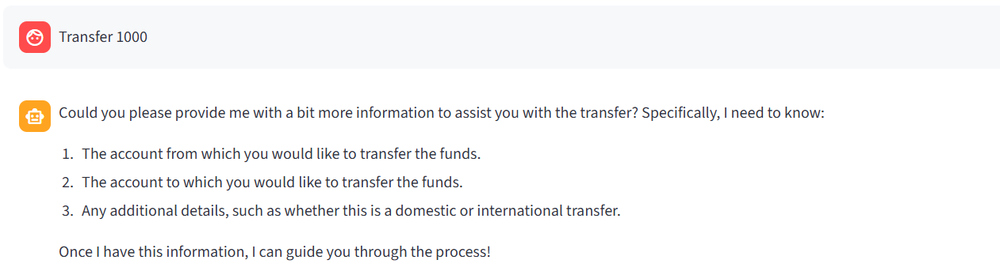 Transfer 1000
Could you please provide me with a bit more information to assist you with the transfer? Specifically, I need to know:
1. The account from which you would like to transfer the funds.
2. The account to which you would like to transfer the funds.
3. Any additional details, such as whether this is a domestic or international transfer.
Once I have this information, I can guide you through the process!